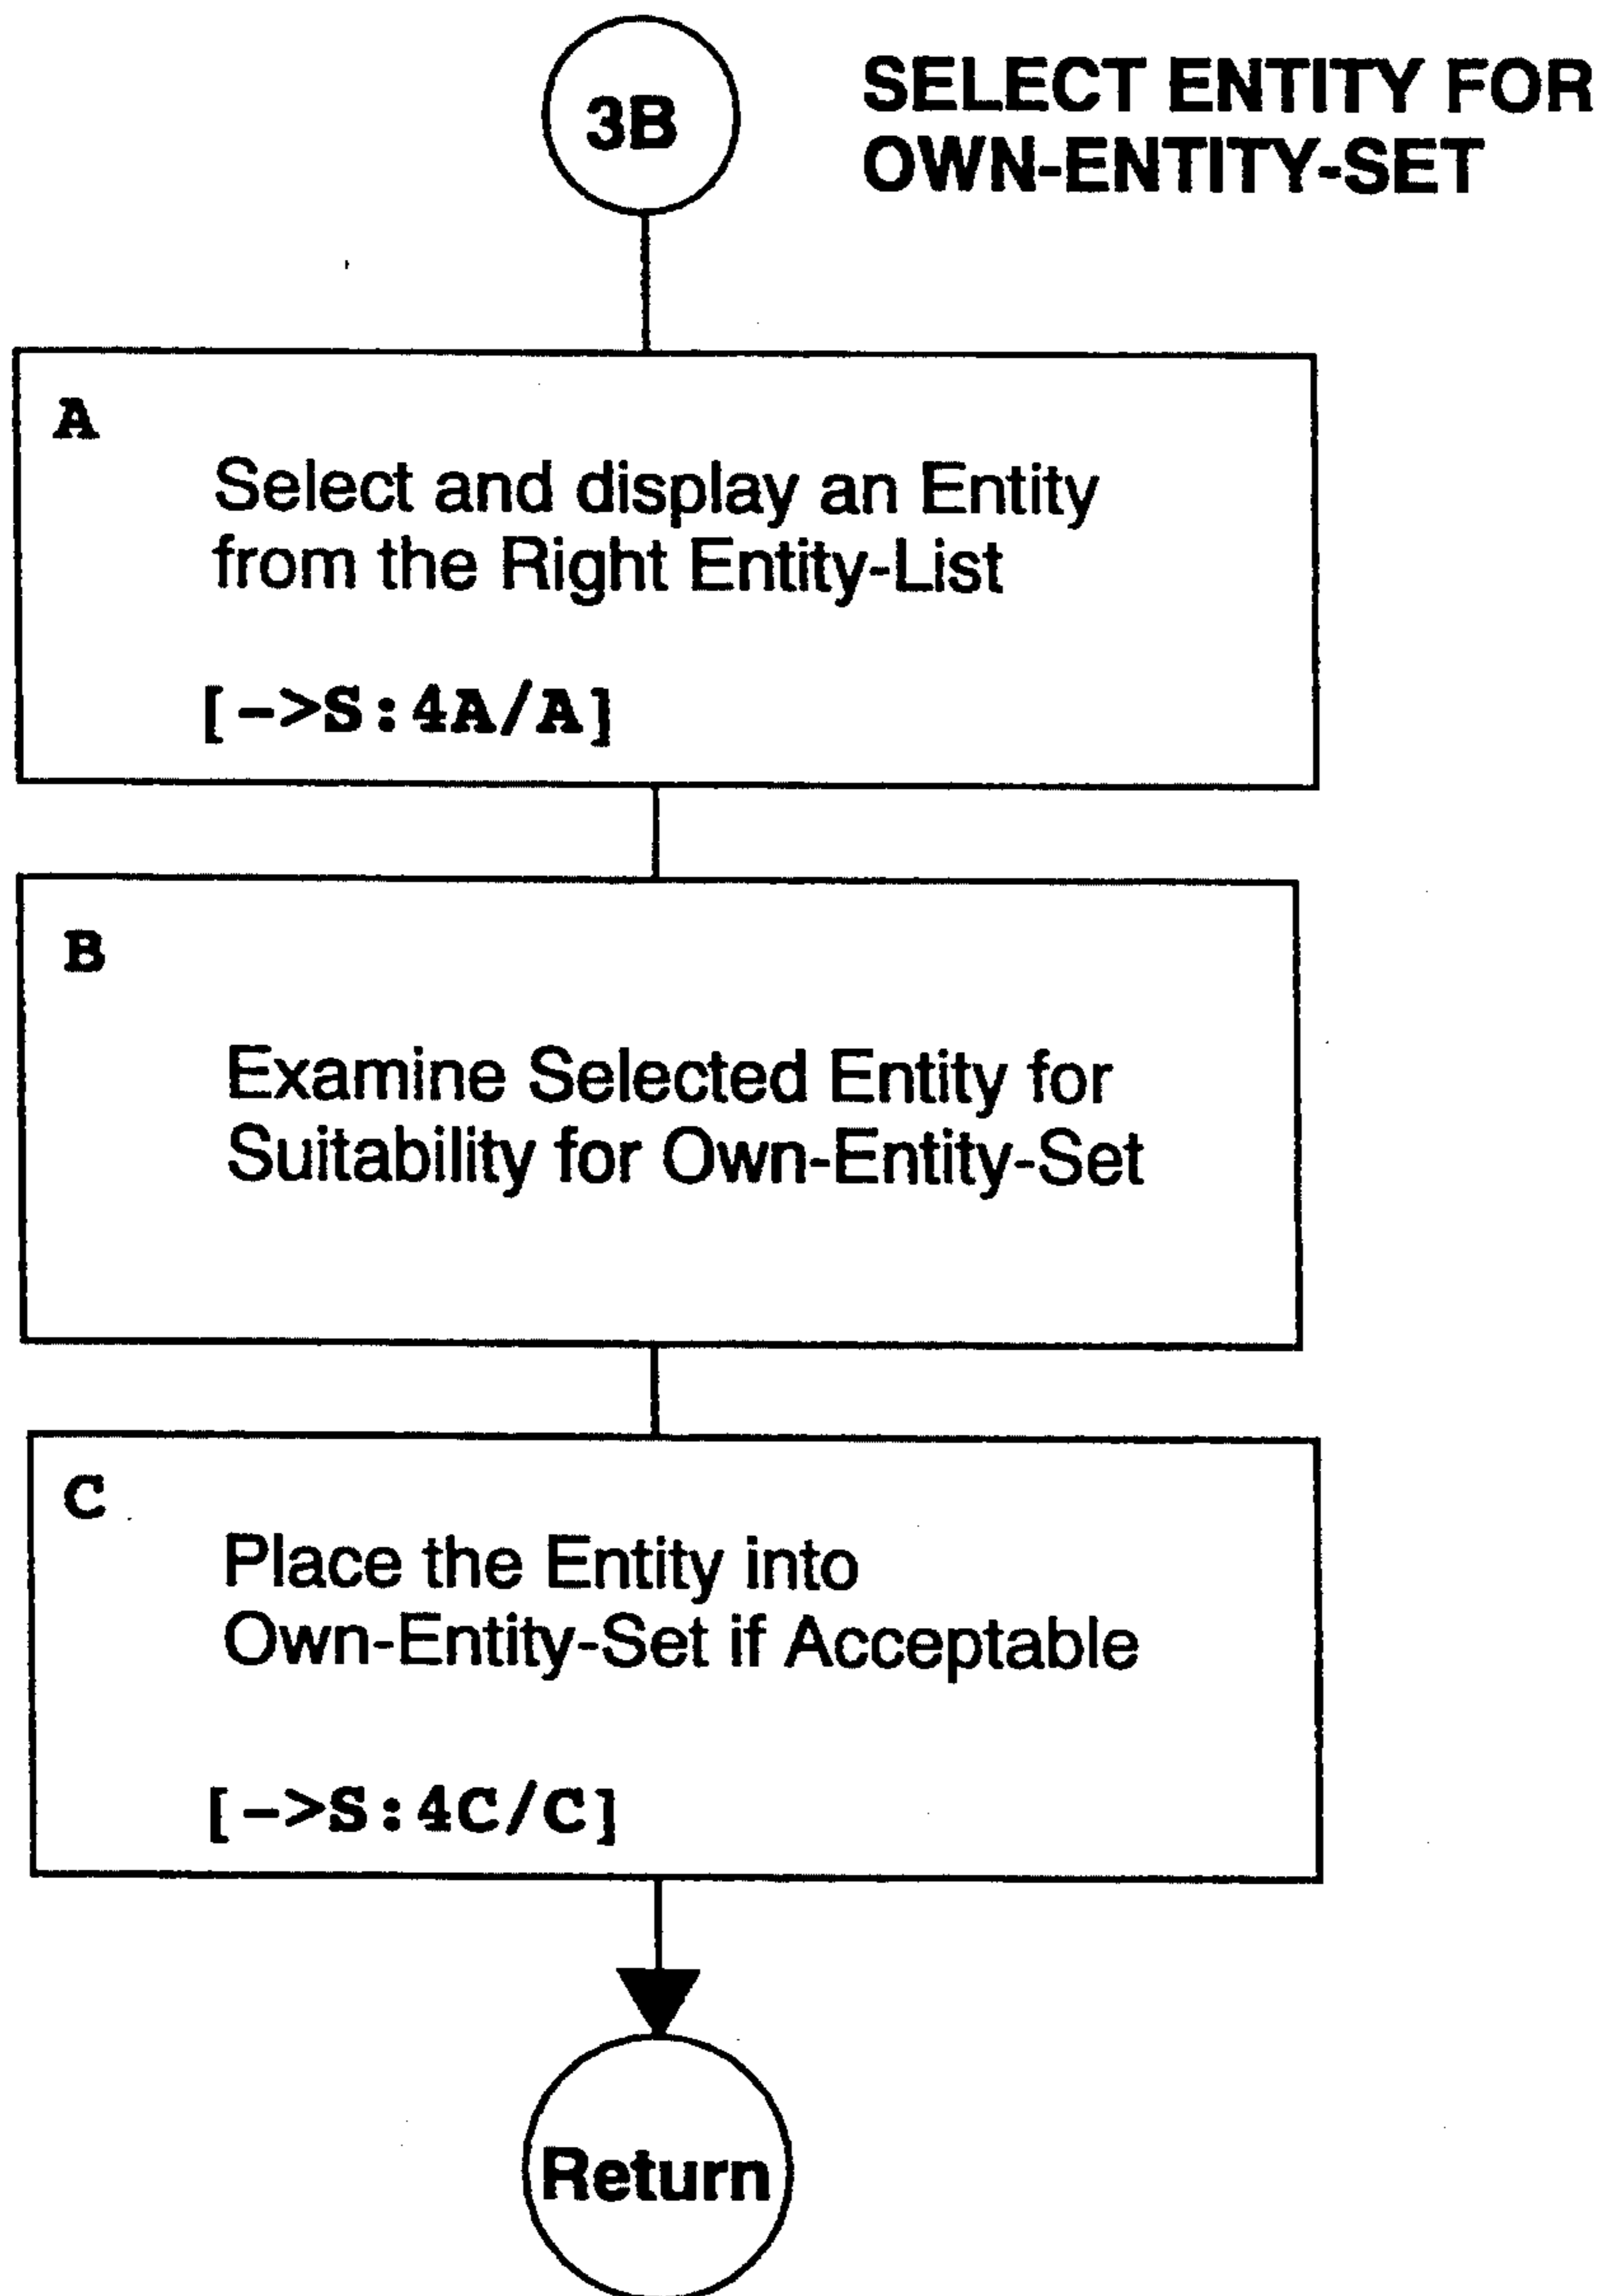 3B
SELECT ENTITY FOR
OWN-ENTITY-SET
A
Select and display an Entity
from the Right Entity-List
[->S:4A/A]
B
Examine Selected Entity for
Suitability for Own-Entity-Set
C
Place the Entity into
Own-Entity-Set if Acceptable
[->S:4C/C]
Return